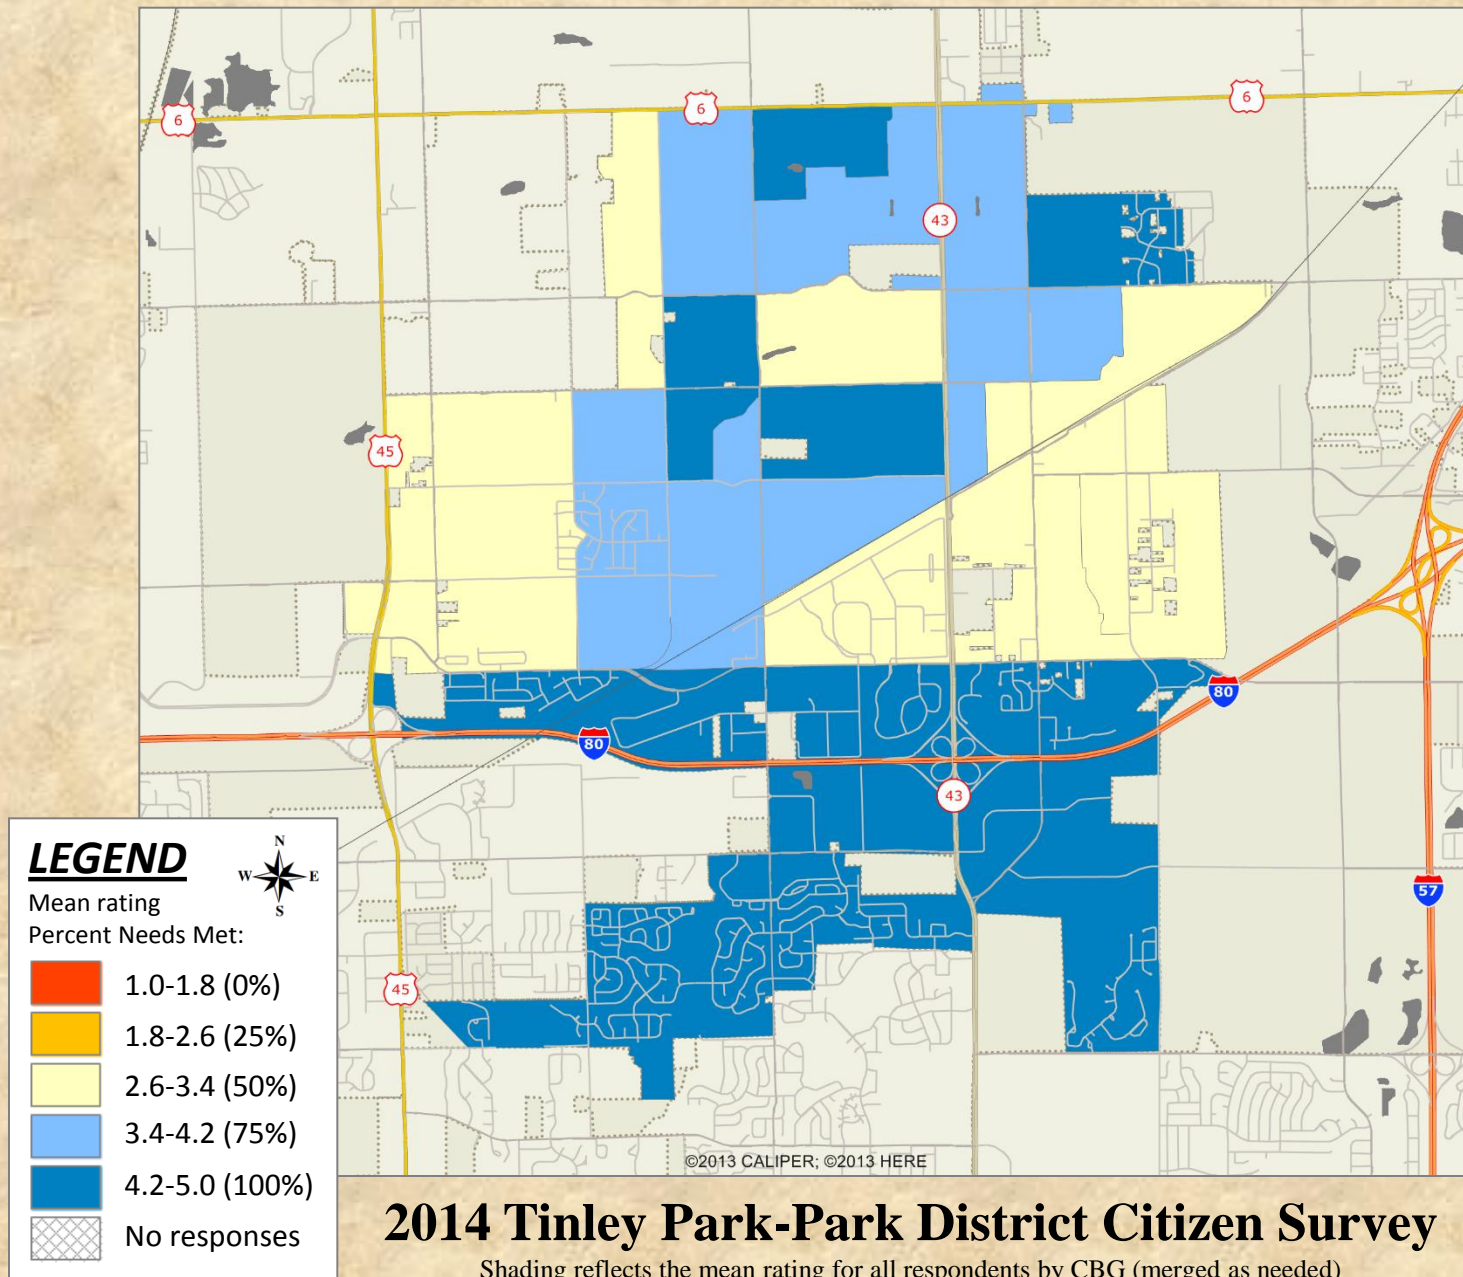 6
6
6
43
45
80
80
43
57
45
LEGEND
N
W E
S
Mean rating
Percent Needs Met:
1.0-1.8 (0%)
1.8-2.6 (25%)
2.6-3.4 (50%)
3.4-4.2 (75%)
4.2-5.0 (100%)
No responses
©2013 CALIPER; ©2013 HERE
2014 Tinley Park-Park District Citizen Survey
Shading reflects the mean rating for all respondents by CBG (merged as needed)